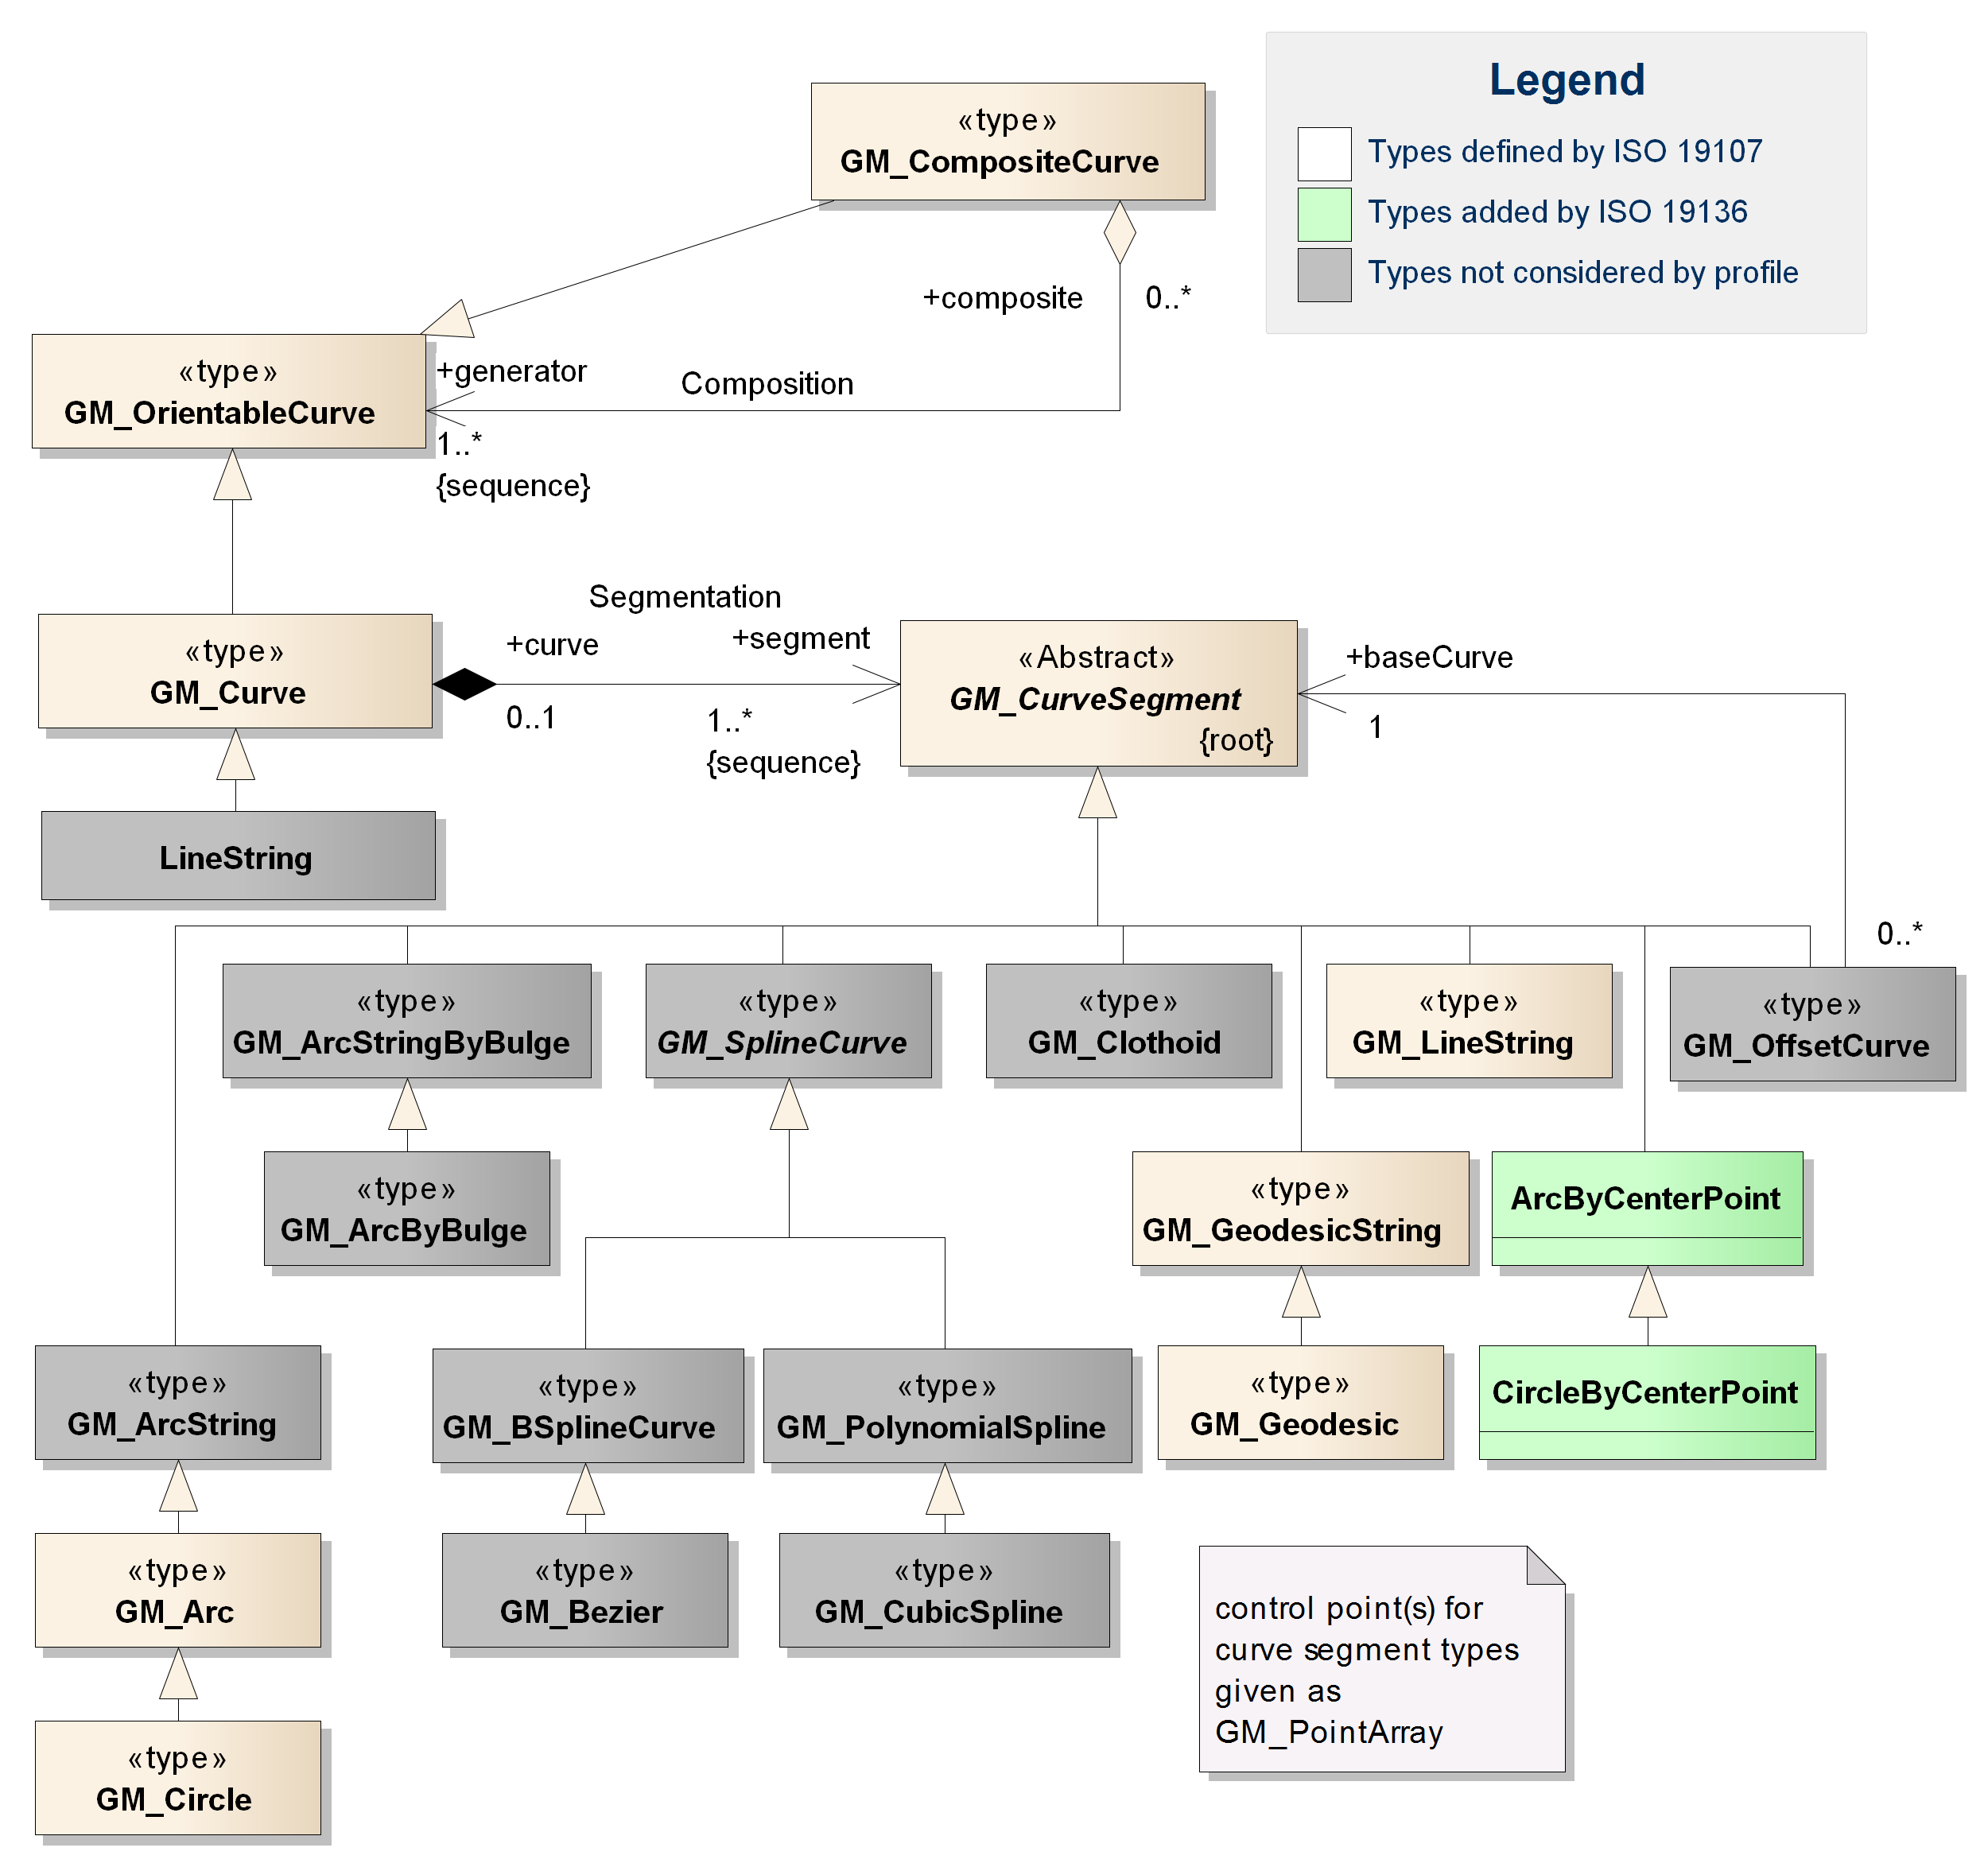 Legend
Types defined by ISO 19107
Types added by ISO 19136
Types not considered by profile
«type»
GM_CompositeCurve
+composite
0..*
«type»
GM_OrientableCurve
+generator
Composition
1..*
{sequence}
«type»
GM_Curve
Segmentation
+curve
+segment
0..1
1..*
{sequence}
«Abstract»
GM_CurveSegment
{root}
+baseCurve
1
0..*
LineString
«type»
GM_ArcStringByBulge
«type»
GM_SplineCurve
«type»
GM_Clothoid
«type»
GM_LineString
«type»
GM_OffsetCurve
«type»
GM_ArcByBulge
«type»
GM_GeodesicString
ArcByCenterPoint
«type»
GM_ArcString
«type»
GM_BSplineCurve
«type»
GM_PolynomialSpline
«type»
GM_Geodesic
CircleByCenterPoint
«type»
GM_Arc
«type»
GM_Bezier
«type»
GM_CubicSpline
control point(s) for
curve segment types
given as
GM_PointArray
«type»
GM_Circle